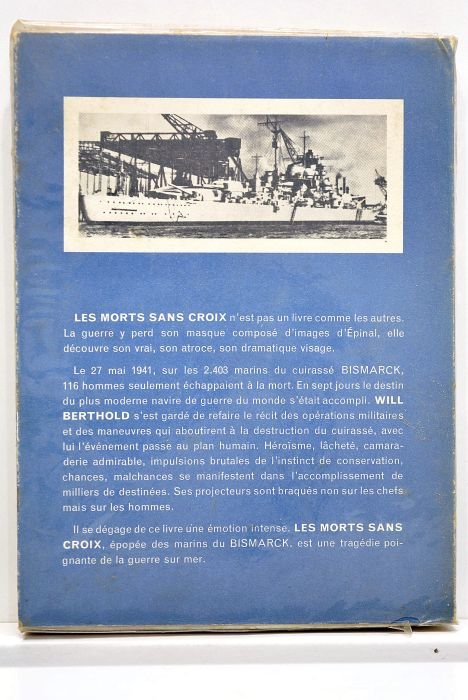 LES MORTS SANS CROIX n'est pas un livre comme les autres.
La guerre y perd son masque composé d'images d'Épinal, elle
découvre son vrai, son atroce, son dramatique visage.
Le 27 mai 1941, sur les 2.403 marins du cuirassé BISMARCK,
116 hommes seulement échappaient à la mort. En sept jours le destin
du plus moderne navire de guerre du monde s'était accompli. WILL
BERTHOLD s'est gardé de refaire le récit des opérations militaires
et des maneuvres qui aboutirent à la destruction du cuirassé, avec
lui l'événement passe au plan humain. Héroïsme, lâcheté, camara-
derie admirable, impulsions brutales de l'instinct de conservation,
chances, malchances se manifestent dans l'accomplissement de
milliers de destinées. Ses projecteurs sont braqués non sur les chefs
mais sur les hommes.
Il se dégage de ce livre une émotion intense. LES MORTS SANS
CROIX, épopée des marins du BISMARCK, est une tragédie poi-
gnante de la guerre sur mer.